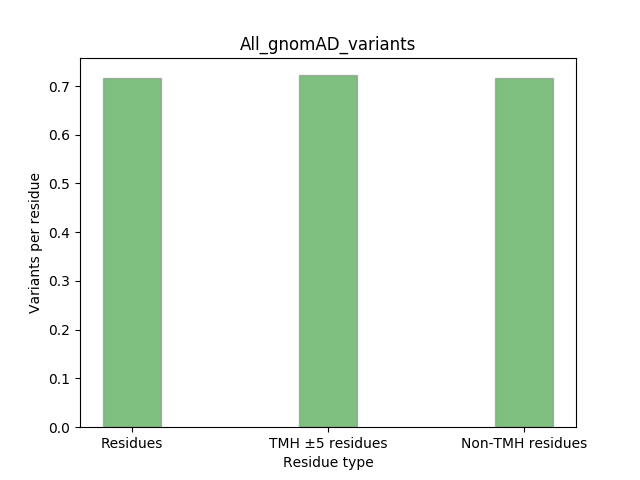 All_gnomAD_variants
Variants per residue
0.7
0.6
0.5
0.4
0.3
0.2
0.1
0.0
Residues
TMH ±5 residues
Non-TMH residues
Residue type